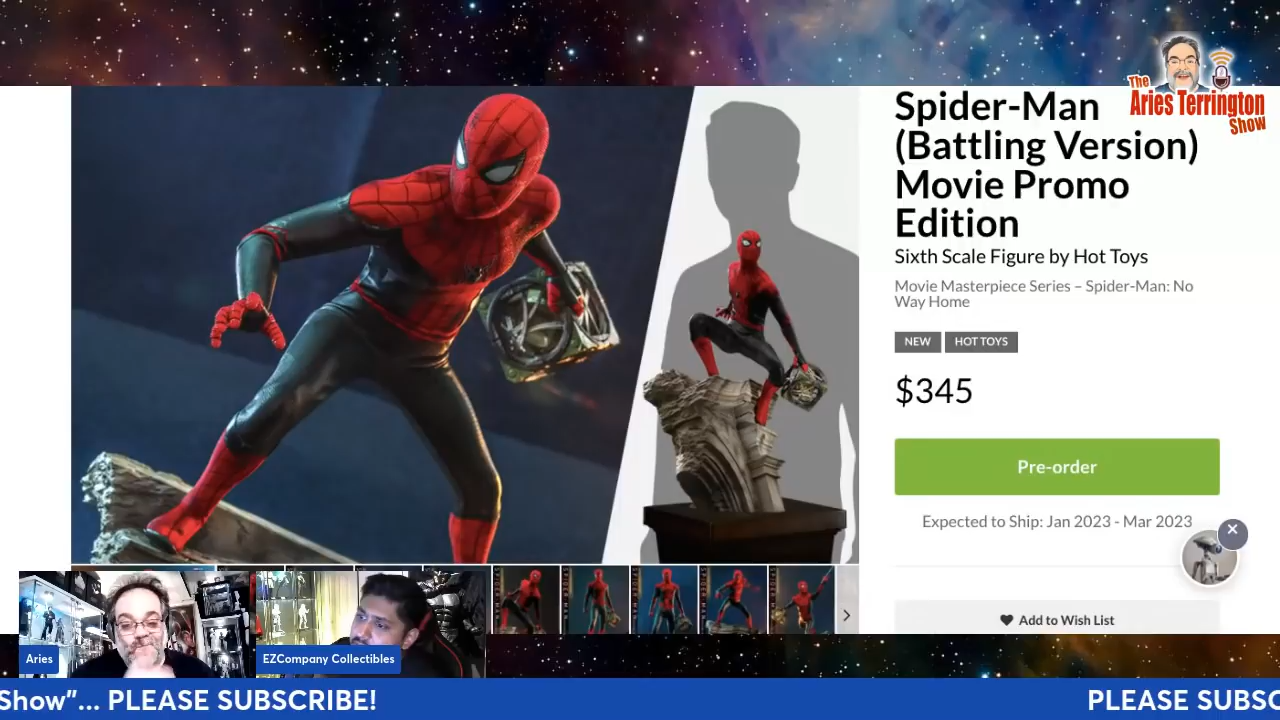 The
Aries Terrington
Show
Spider-Man
(Battling Version)
Movie Promo
Edition
Sixth Scale Figure by Hot Toys
Movie Masterpiece Series – Spider-Man: No
Way Home
NEW
HOT TOYS
$345
Pre-order
Expected to Ship: Jan 2023 - Mar 2023
Add to Wish List
Aries
EZCompany Collectibles
Show"... PLEASE SUBSCRIBE!
PLEASE SUBSC